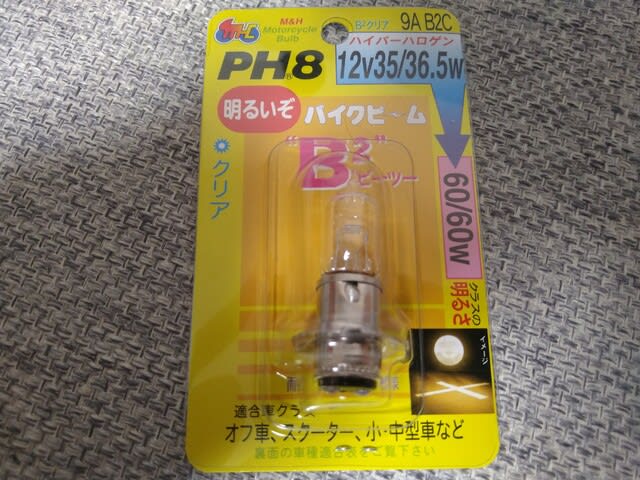 M&H
Motorcycle
Bulb
B²クリア 9A B2C
ハイパーハロゲン
PH8
12v35/36.5w
明るいぞ バイクビーム
"B2"
ビーツー
クリア
60/60w
クラスの
明るさ
イメージ
適合車クラス
オフ車、スクーター、小・中型車など
裏面の車種適合表をご覧下さい